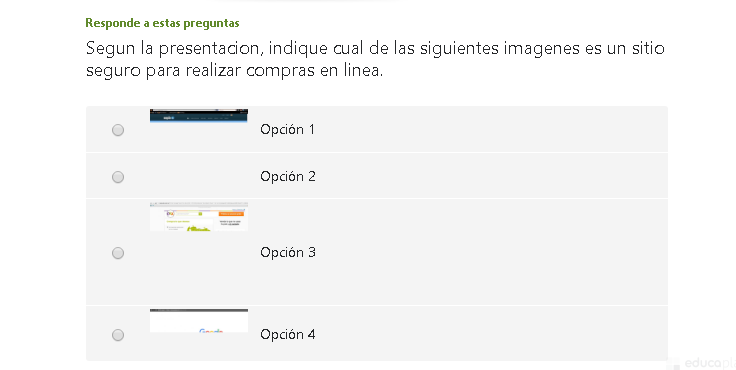 Responde a estas preguntas
Segun la presentacion, indique cual de las siguientes imagenes es un sitio
seguro para realizar compras en linea.
Opción 1
Opción 2
Opción 3
Opción 4
Google